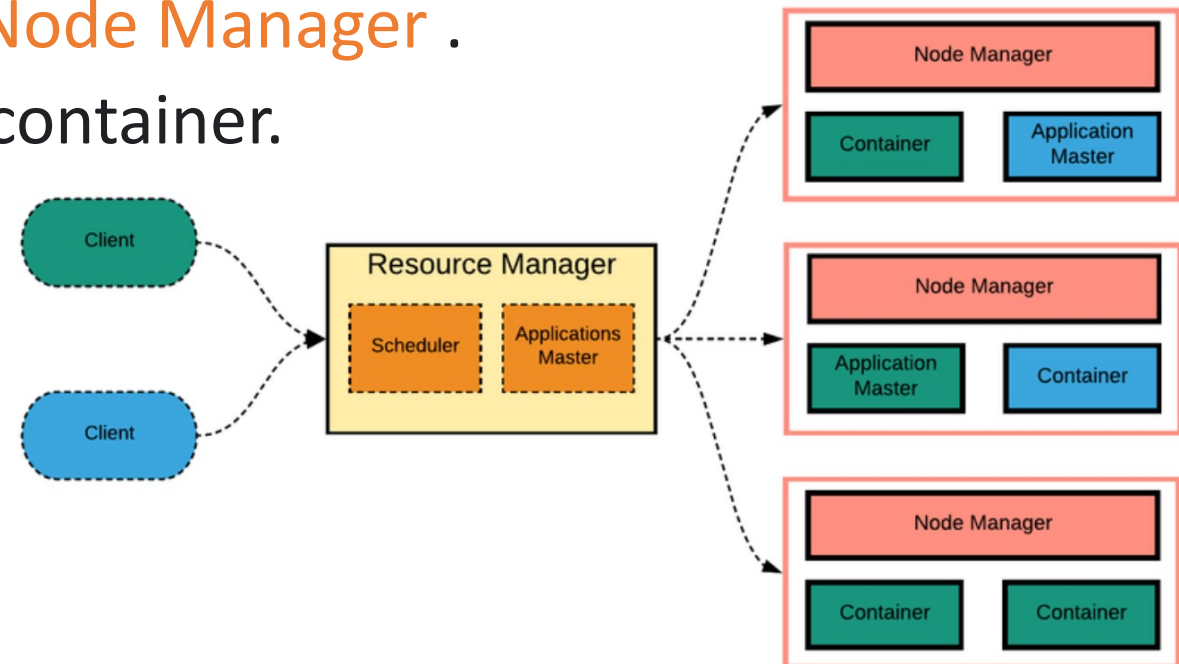 Node Manager .
container.
Client
Client
Resource Manager
Scheduler
Applications
Master
Node Manager
Container
Application
Master
Node Manager
Application
Master
Container
Node Manager
Container
Container